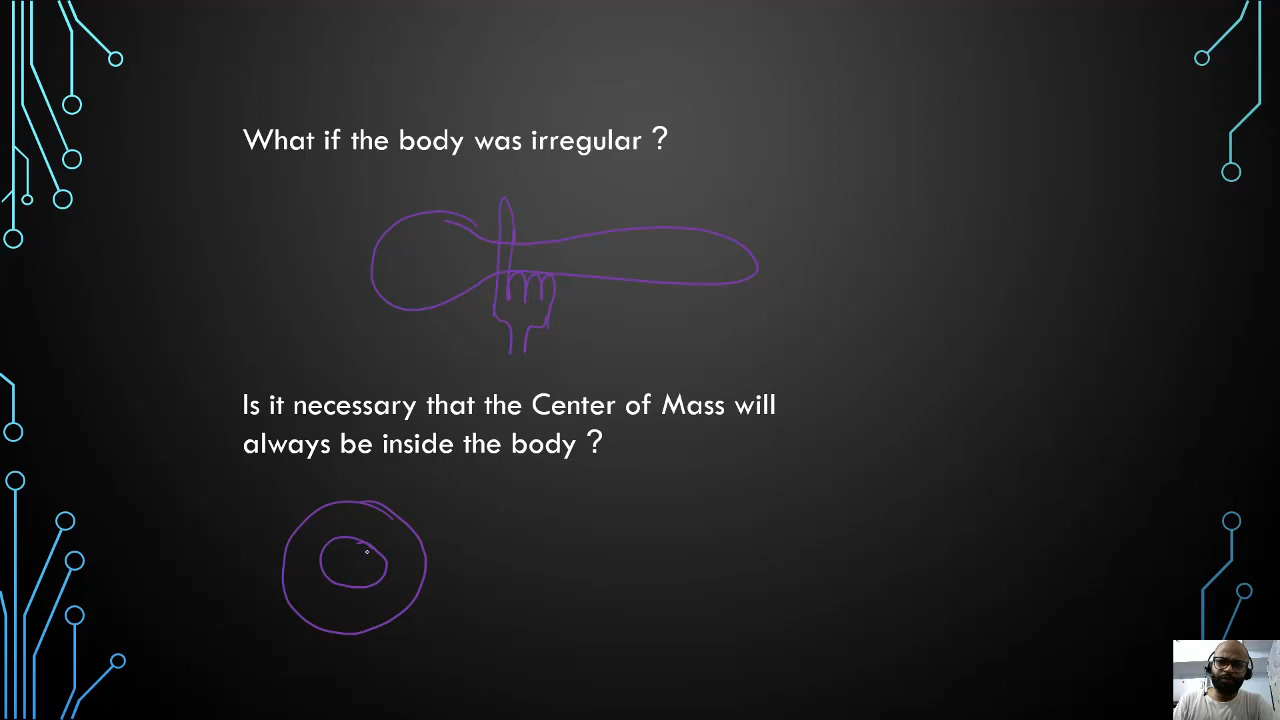 What if the body was irregular ?
Is it necessary that the Center of Mass will
always be inside the body ?